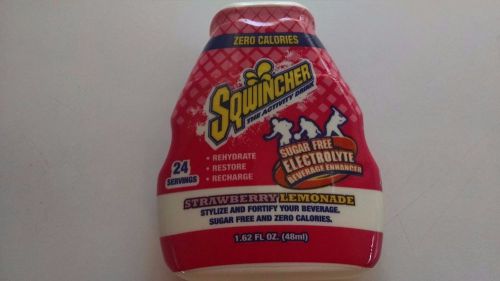 ZERO CALORIES
SQWINCHER
THE ACTIVITY DRINK
• REHYDRATE
• RESTORE
• RECHARGE
24
SERVINGS
SUGAR FREE
ELECTROLYTE
BEVERAGE ENHANCER
STRAWBERRY LEMONADE
STYLIZE AND FORTIFY YOUR BEVERAGE.
SUGAR FREE AND ZERO CALORIES.
1.62 FL OZ. (48ml)